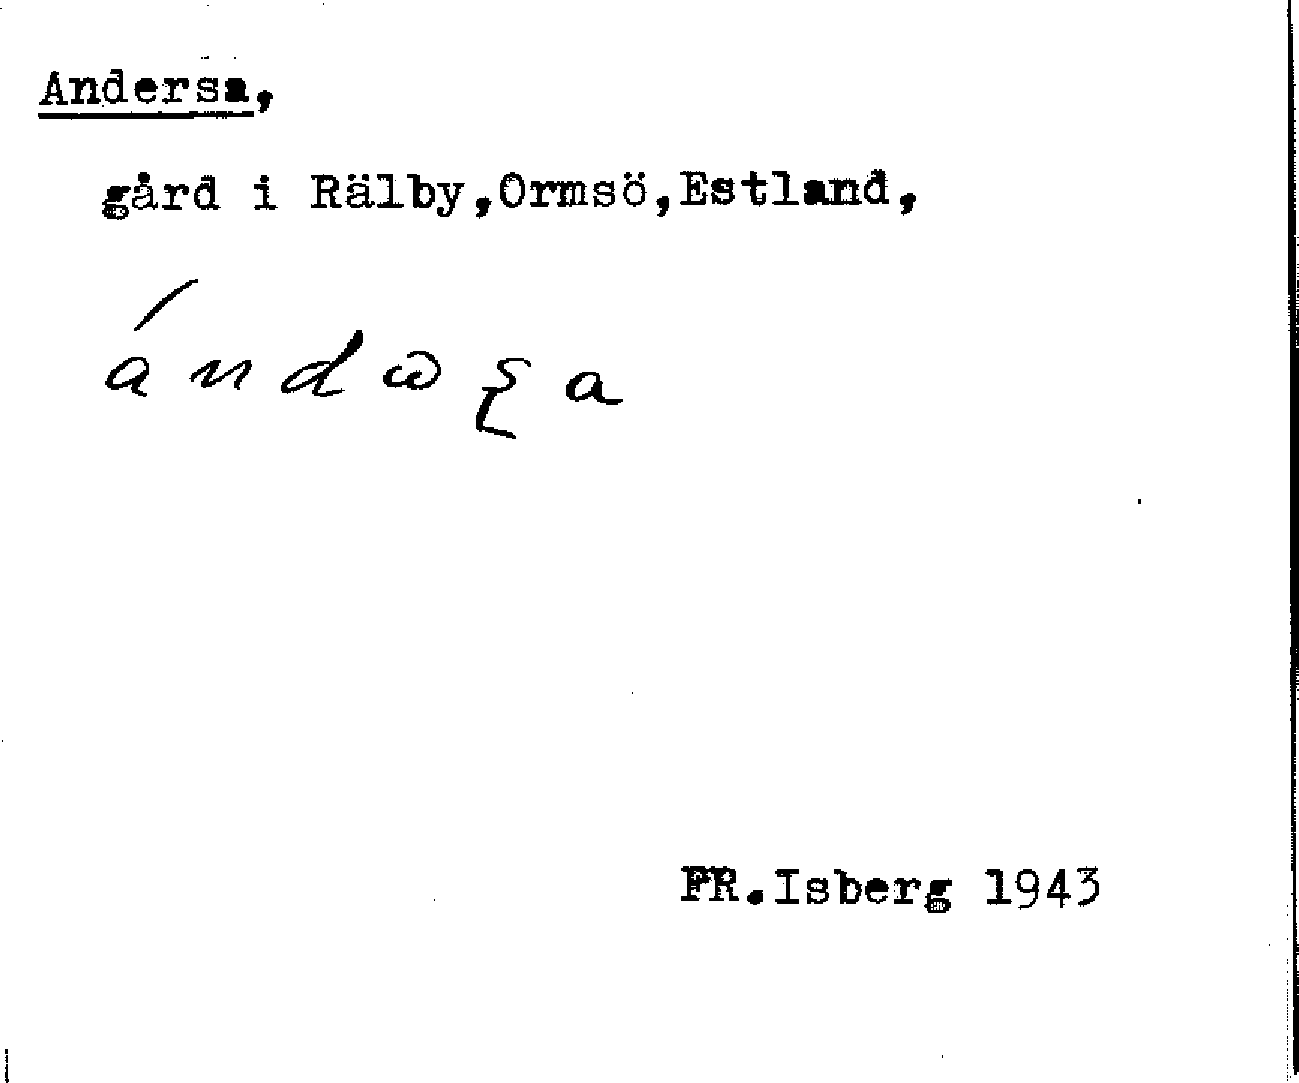 Andersa,
gård i Rälby,Ormsö,Estland,
FR.Isberg 1943